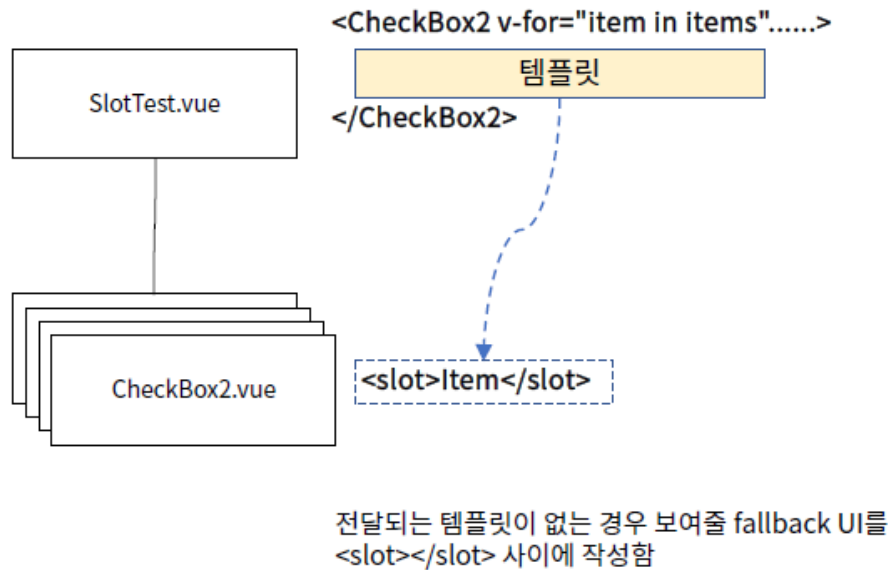 <CheckBox2 v-for="item in items"......>
템플릿
SlotTest.vue
</CheckBox2>
CheckBox2.vue
<slot>Item</slot>
전달되는 템플릿이 없는 경우 보여줄 fallback UI를
<slot></slot> 사이에 작성함